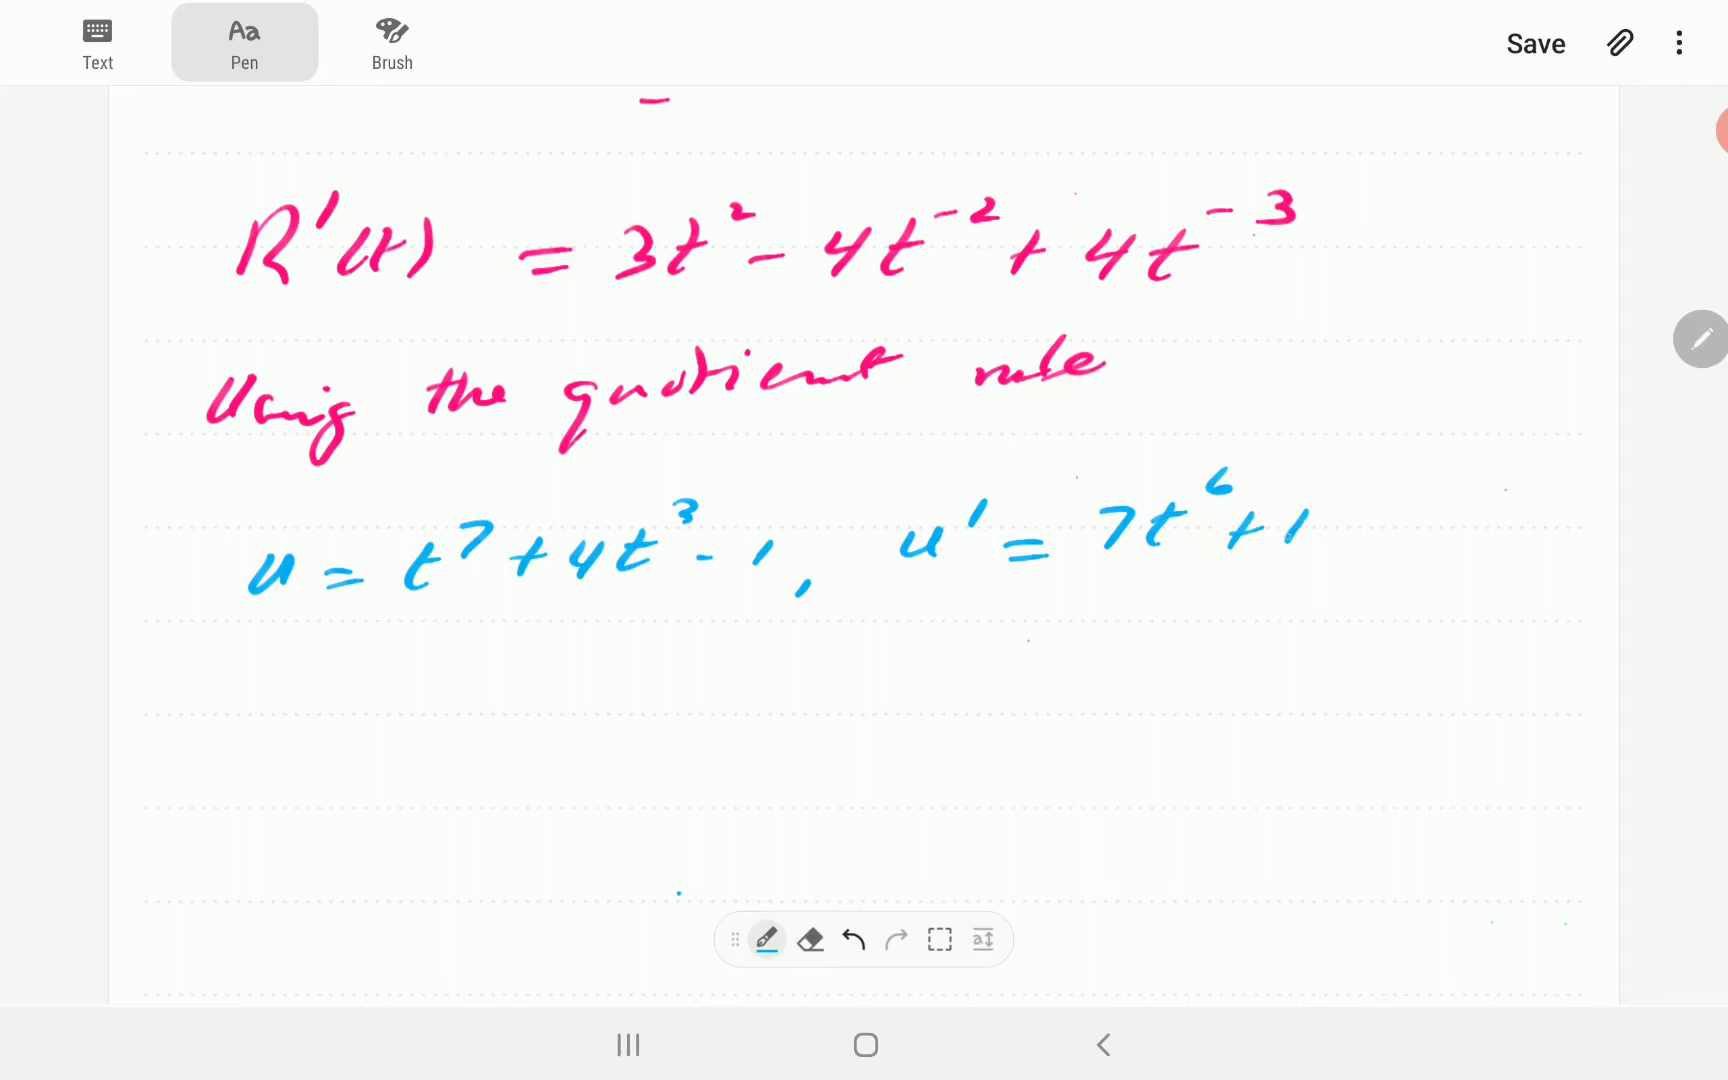 Text
Pen
Brush
Save
R'(t) = 3t² - 4t⁻² + 4t⁻³
Using the quotient rule
u = t⁷ + 4t³ - 1, u' = 7t⁶ + 1